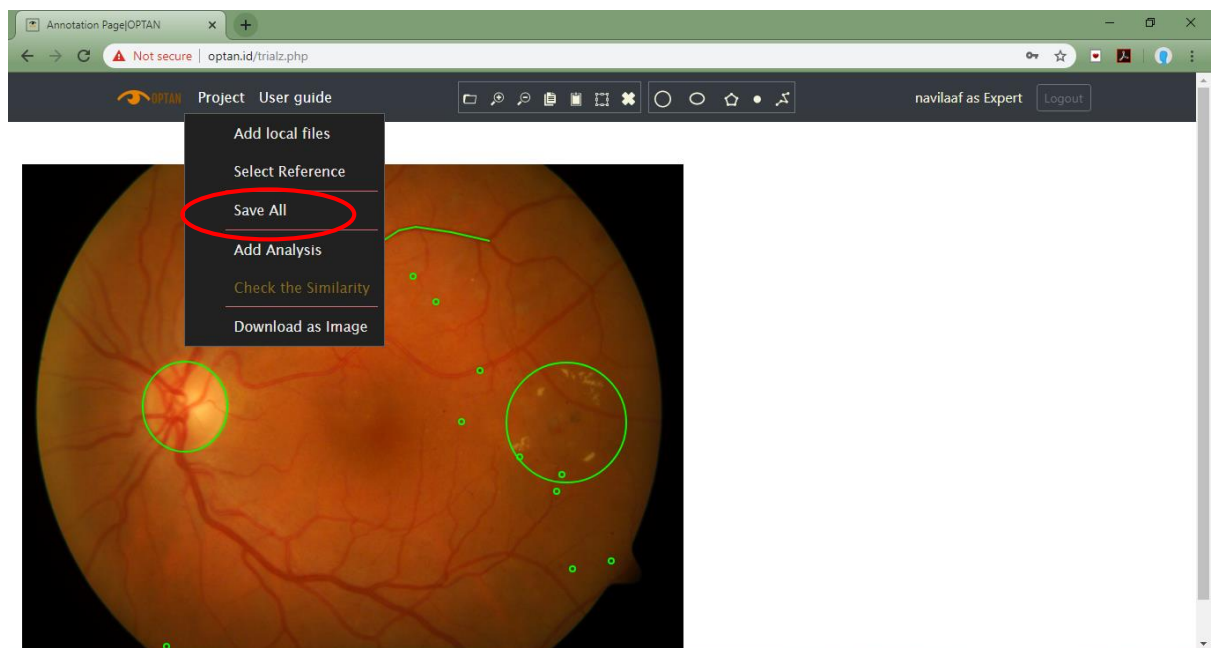 Annotation Page|OPTAN
Not secure | optan.id/trialz.php
OPTAN Project User guide navilaaf as Expert Logout
Add local files
Select Reference
Save All
Add Analysis
Check the Similarity
Download as Image